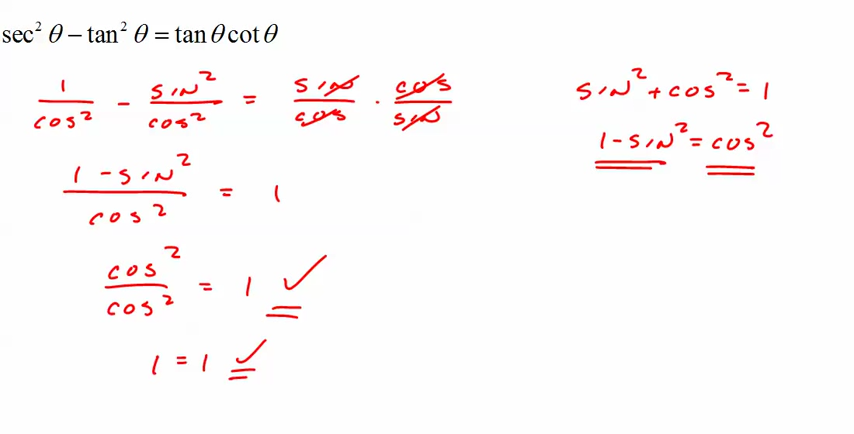 sec² θ − tan² θ = tan θ cot θ
1/cos² − sin²/cos² = sin/cos · cos/sin
sin² + cos² = 1
1 − sin² = cos²
(1 − sin²)/cos² = 1
cos²/cos² = 1 ✓
1 = 1 ✓